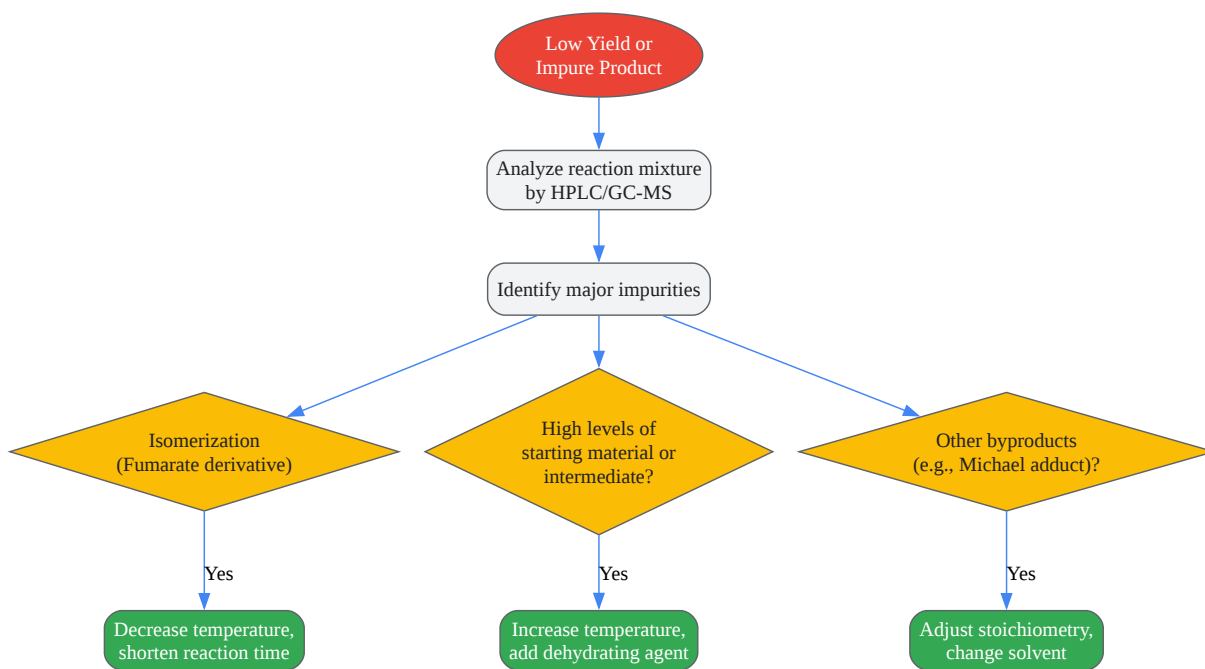 Low Yield or
Impure Product
Analyze reaction mixture
by HPLC/GC-MS
Identify major impurities
Isomerization
(Fumarate derivative)
High levels of
starting material or
intermediate?
Other byproducts
(e.g., Michael adduct)?
Yes
Yes
Yes
Decrease temperature,
shorten reaction time
Increase temperature,
add dehydrating agent
Adjust stoichiometry,
change solvent